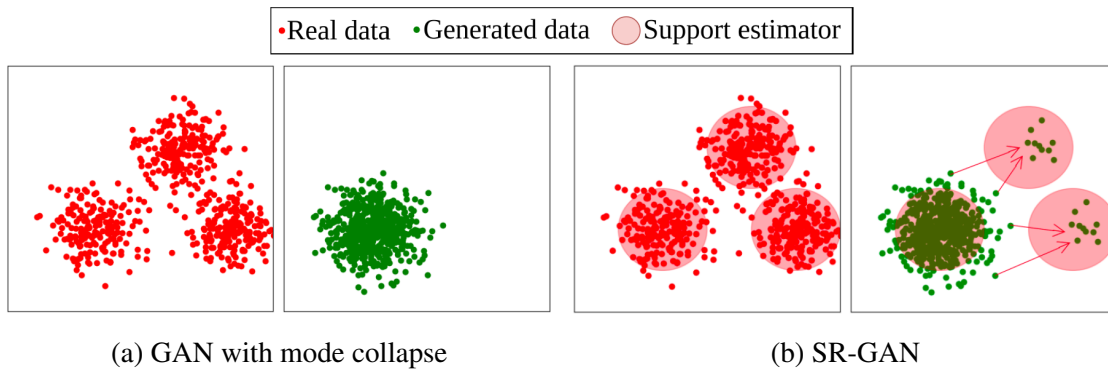 Real data Generated data Support estimator
(a) GAN with mode collapse
(b) SR-GAN